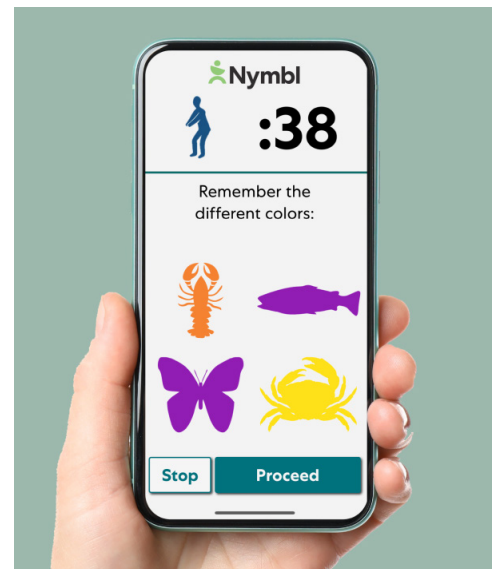 Nymbl
:38
Remember the
different colors:
Stop
Proceed